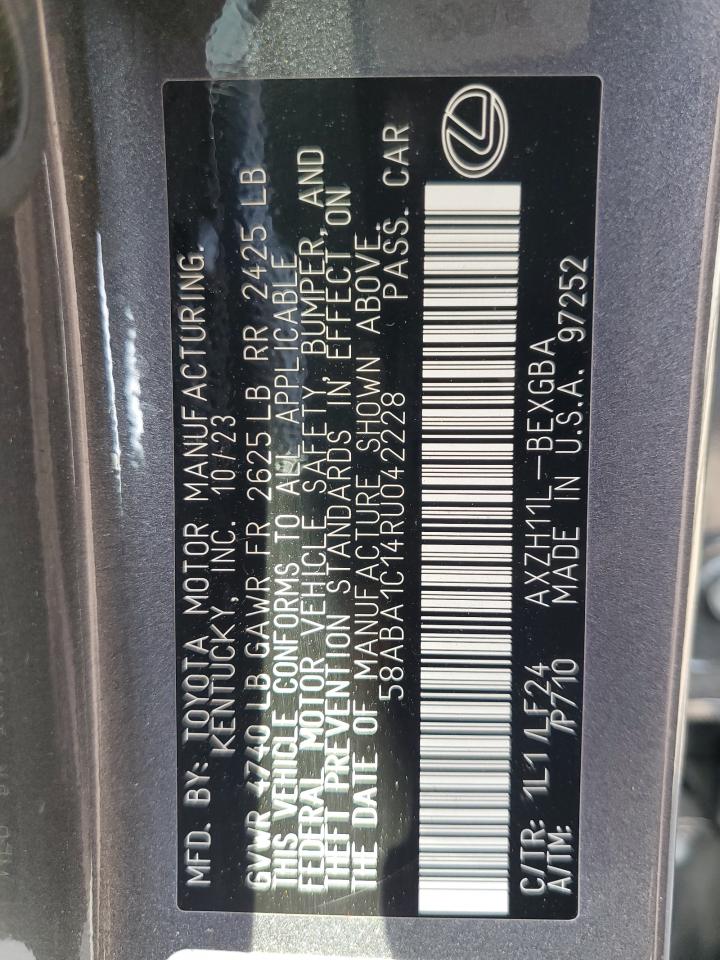 MFD. BY: TOYOTA MOTOR MANUFACTURING.
KENTUCKY, INC. 10/23
GVWR 4740 LB GAWR FR 2625 LB RR 2425 LB
THIS VEHICLE CONFORMS TO ALL APPLICABLE
FEDERAL MOTOR VEHICLE SAFETY, BUMPER, AND
THEFT PREVENTION STANDARDS IN EFFECT ON
THE DATE OF MANUFACTURE SHOWN ABOVE.
58ABA1C14RU042228 PASS. CAR
C/TR: 1L1/LF24 AXZH11L-BEXGBA
A/TM: /P710 MADE IN U.S.A. 97252